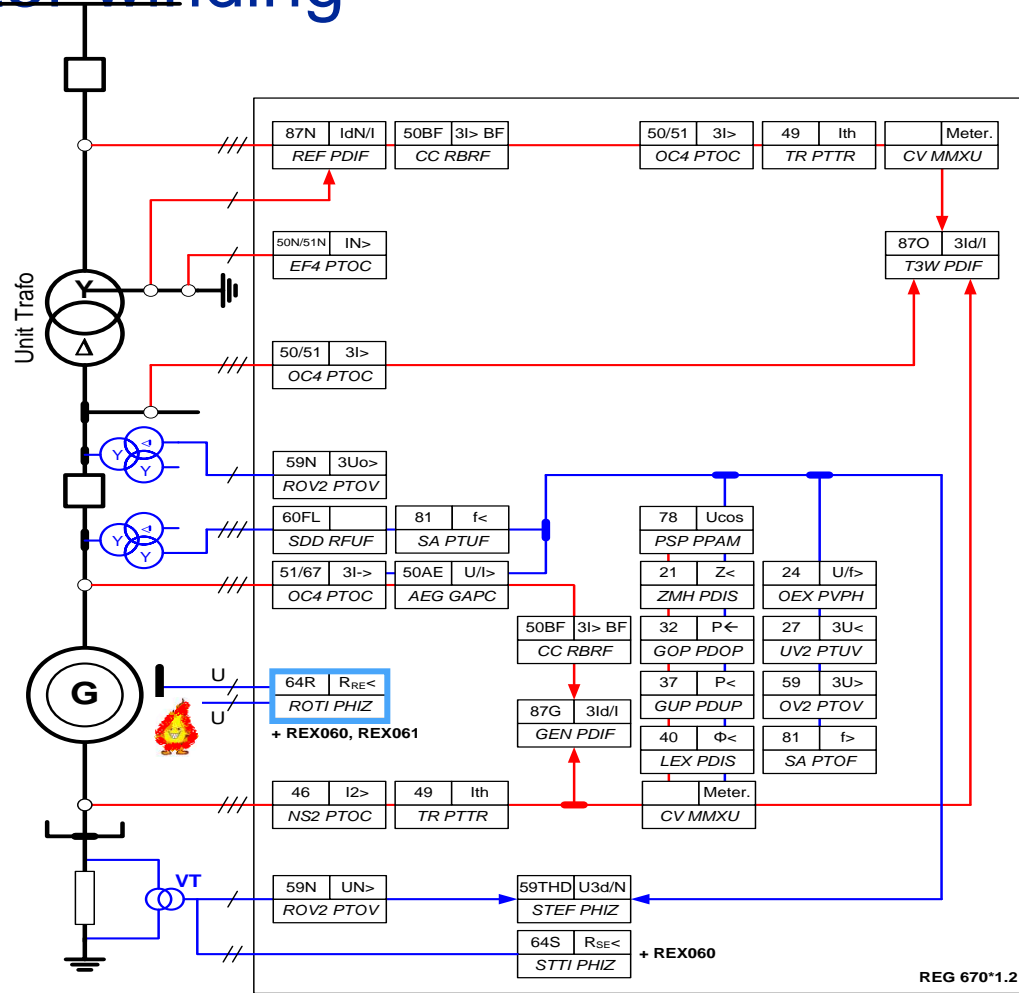 winding
87N IdN/I
REF PDIF
50BF 3I> BF
CC RBRF
50/51 3I>
OC4 PTOC
49 Ith
TR PTTR
Meter.
CV MMXU
50N/51N IN>
EF4 PTOC
87O 3Id/I
T3W PDIF
Unit Trafo
Y
Δ
50/51 3I>
OC4 PTOC
Y
Δ
Y
59N 3Uo>
ROV2 PTOV
Y
Δ
Y
60FL
SDD RFUF
81 f<
SA PTUF
78 Ucos
PSP PPAM
51/67 3I->
OC4 PTOC
50AE U/I>
AEG GAPC
21 Z<
ZMH PDIS
24 U/f>
OEX PVPH
50BF 3I> BF
CC RBRF
32 P←
GOP PDOP
27 3U<
UV2 PTUV
G
U
U
64R RRE<
ROTI PHIZ
+ REX060, REX061
87G 3Id/I
GEN PDIF
37 P<
GUP PDUP
59 3U>
OV2 PTOV
40 Φ<
LEX PDIS
81 f>
SA PTOF
46 I2>
NS2 PTOC
49 Ith
TR PTTR
Meter.
CV MMXU
VT
59N UN>
ROV2 PTOV
59THD U3d/N
STEF PHIZ
64S RSE<
STTI PHIZ
+ REX060
REG 670*1.2